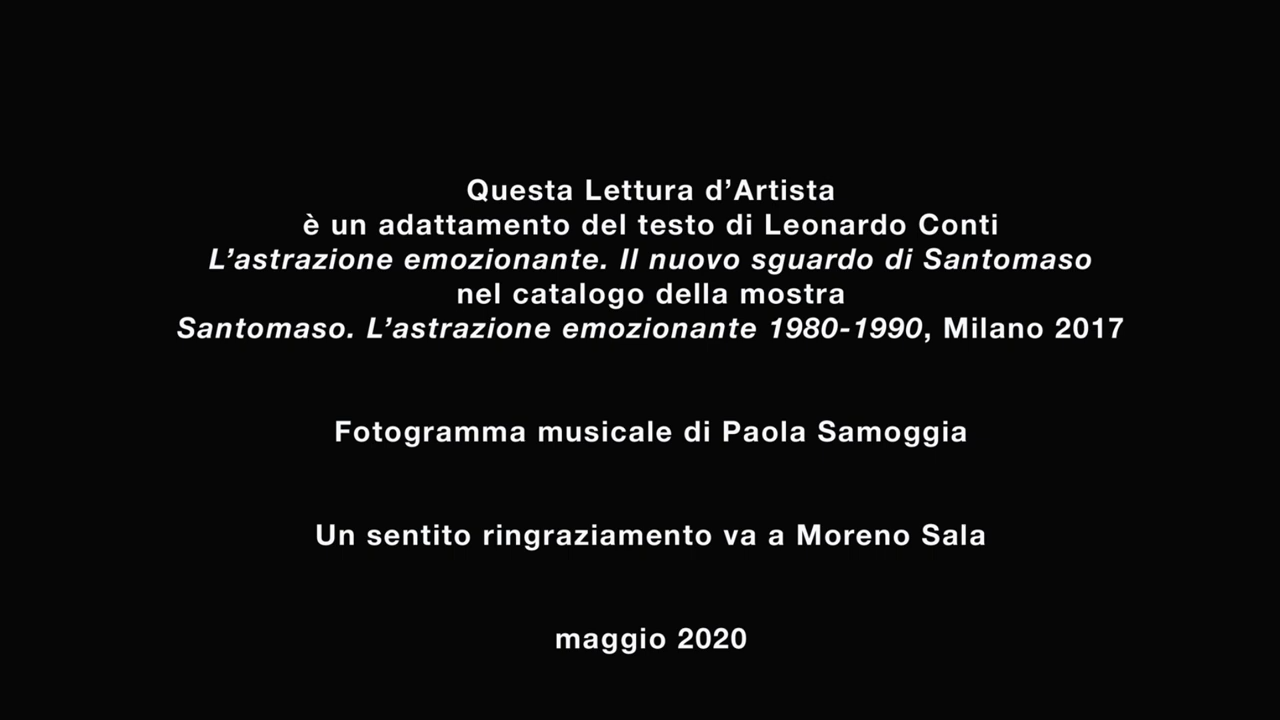 Questa Lettura d’Artista
è un adattamento del testo di Leonardo Conti
L’astrazione emozionante. Il nuovo sguardo di Santomaso
nel catalogo della mostra
Santomaso. L’astrazione emozionante 1980-1990, Milano 2017
Fotogramma musicale di Paola Samoggia
Un sentito ringraziamento va a Moreno Sala
maggio 2020